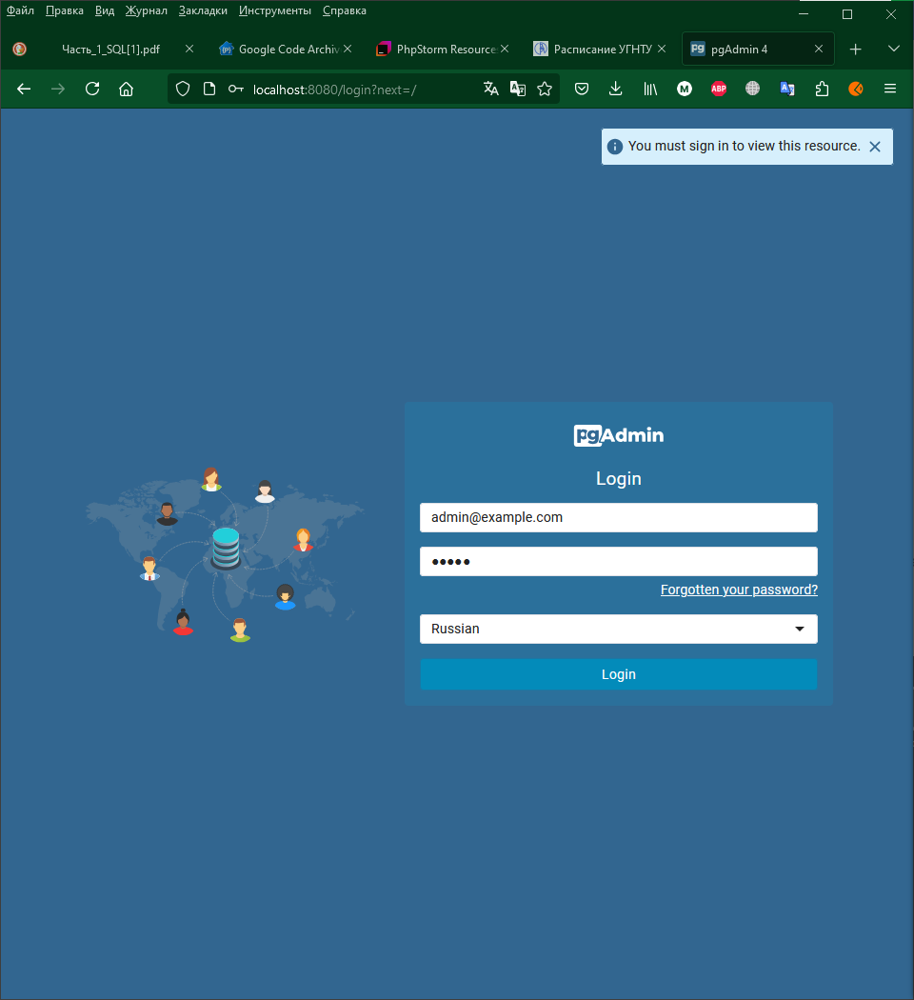 Файл Правка Вид Журнал Закладки Инструменты Справка
Часть_1_SQL[1].pdf Google Code Archiv PhpStorm Resource Расписание УГНТУ pgAdmin 4
localhost:8080/login?next=/ M ABP
You must sign in to view this resource.
pgAdmin
Login
admin@example.com
•••••
Forgotten your password?
Russian
Login